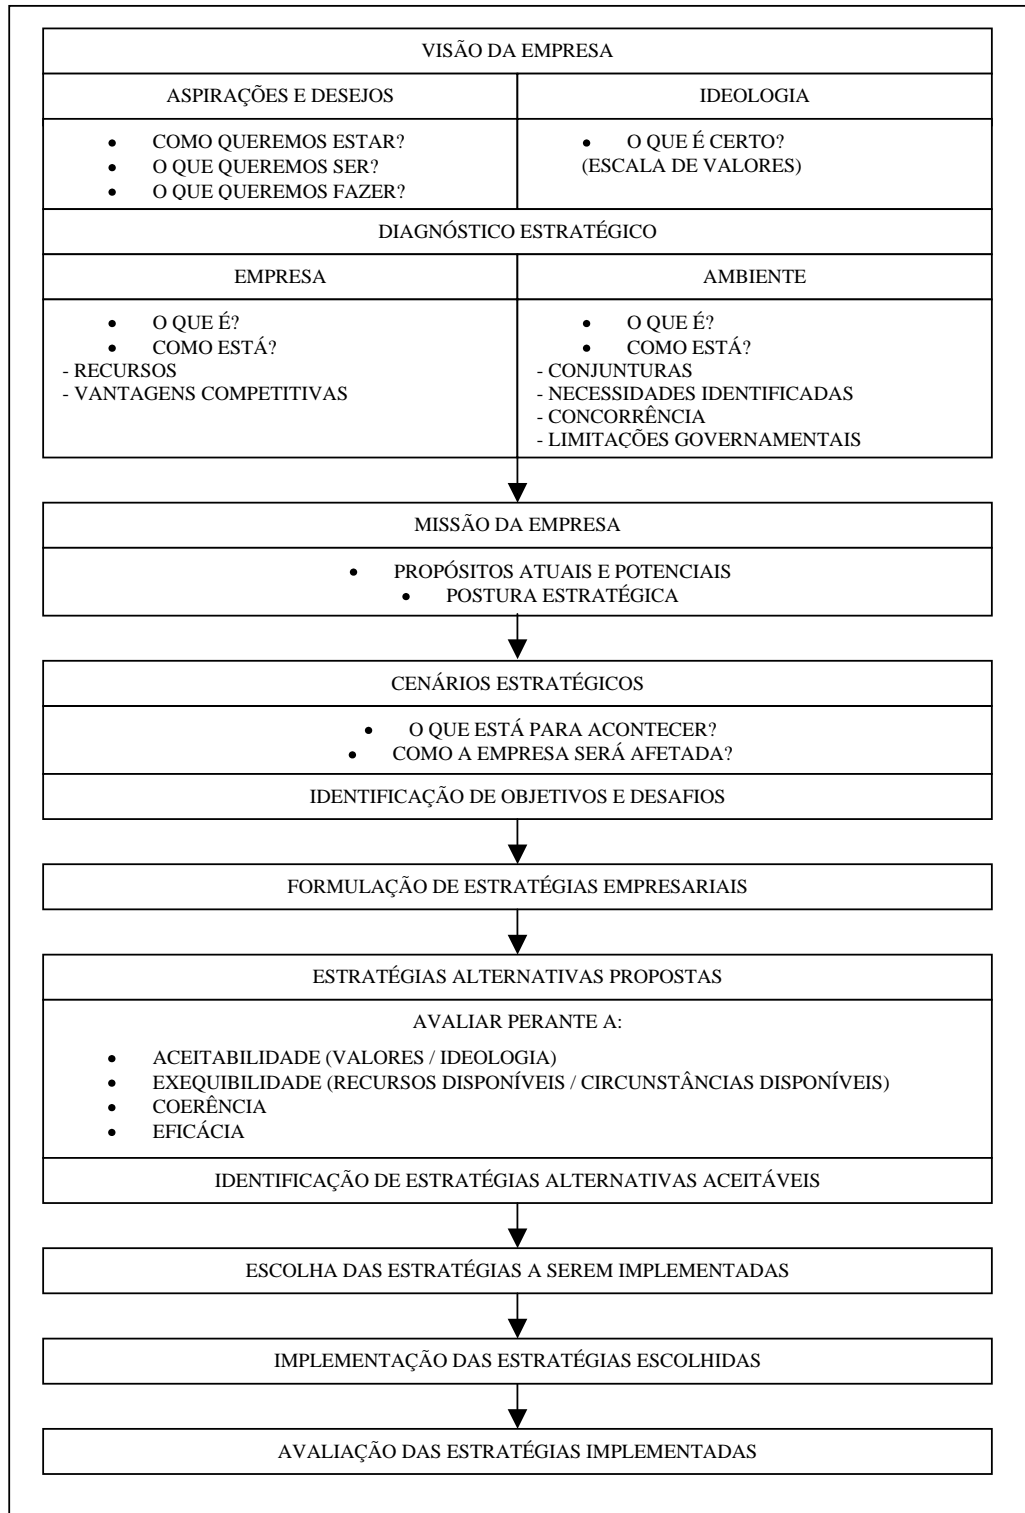 VISÃO DA EMPRESA
ASPIRAÇÕES E DESEJOS
IDEOLOGIA
• COMO QUEREMOS ESTAR?
• O QUE QUEREMOS SER?
• O QUE QUEREMOS FAZER?
• O QUE É CERTO?
(ESCALA DE VALORES)
DIAGNÓSTICO ESTRATÉGICO
EMPRESA
AMBIENTE
• O QUE É?
• COMO ESTÁ?
- RECURSOS
- VANTAGENS COMPETITIVAS
• O QUE É?
• COMO ESTÁ?
- CONJUNTURAS
- NECESSIDADES IDENTIFICADAS
- CONCORRÊNCIA
- LIMITAÇÕES GOVERNAMENTAIS
MISSÃO DA EMPRESA
• PROPÓSITOS ATUAIS E POTENCIAIS
• POSTURA ESTRATÉGICA
CENÁRIOS ESTRATÉGICOS
• O QUE ESTÁ PARA ACONTECER?
• COMO A EMPRESA SERÁ AFETADA?
IDENTIFICAÇÃO DE OBJETIVOS E DESAFIOS
FORMULAÇÃO DE ESTRATÉGIAS EMPRESARIAIS
ESTRATÉGIAS ALTERNATIVAS PROPOSTAS
AVALIAR PERANTE A:
• ACEITABILIDADE (VALORES / IDEOLOGIA)
• EXEQUIBILIDADE (RECURSOS DISPONÍVEIS / CIRCUNSTÂNCIAS DISPONÍVEIS)
• COERÊNCIA
• EFICÁCIA
IDENTIFICAÇÃO DE ESTRATÉGIAS ALTERNATIVAS ACEITÁVEIS
ESCOLHA DAS ESTRATÉGIAS A SEREM IMPLEMENTADAS
IMPLEMENTAÇÃO DAS ESTRATÉGIAS ESCOLHIDAS
AVALIAÇÃO DAS ESTRATÉGIAS IMPLEMENTADAS